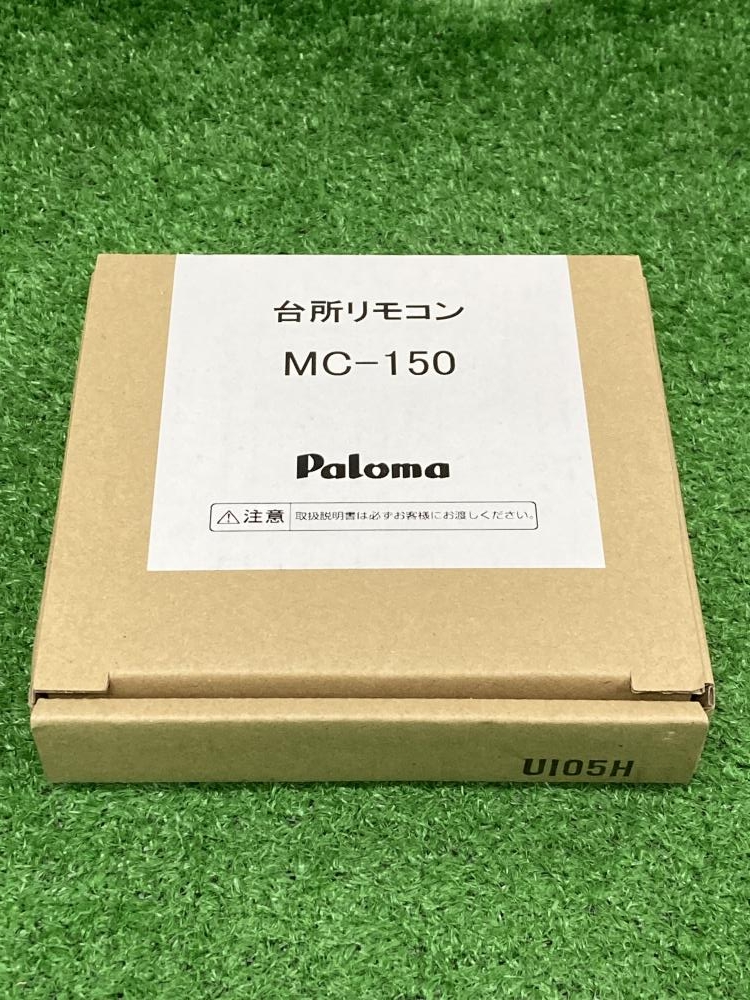 台所リモコン
MC-150
Paloma
⚠注意 取扱説明書は必ずお客様にお渡しください。
UI05H